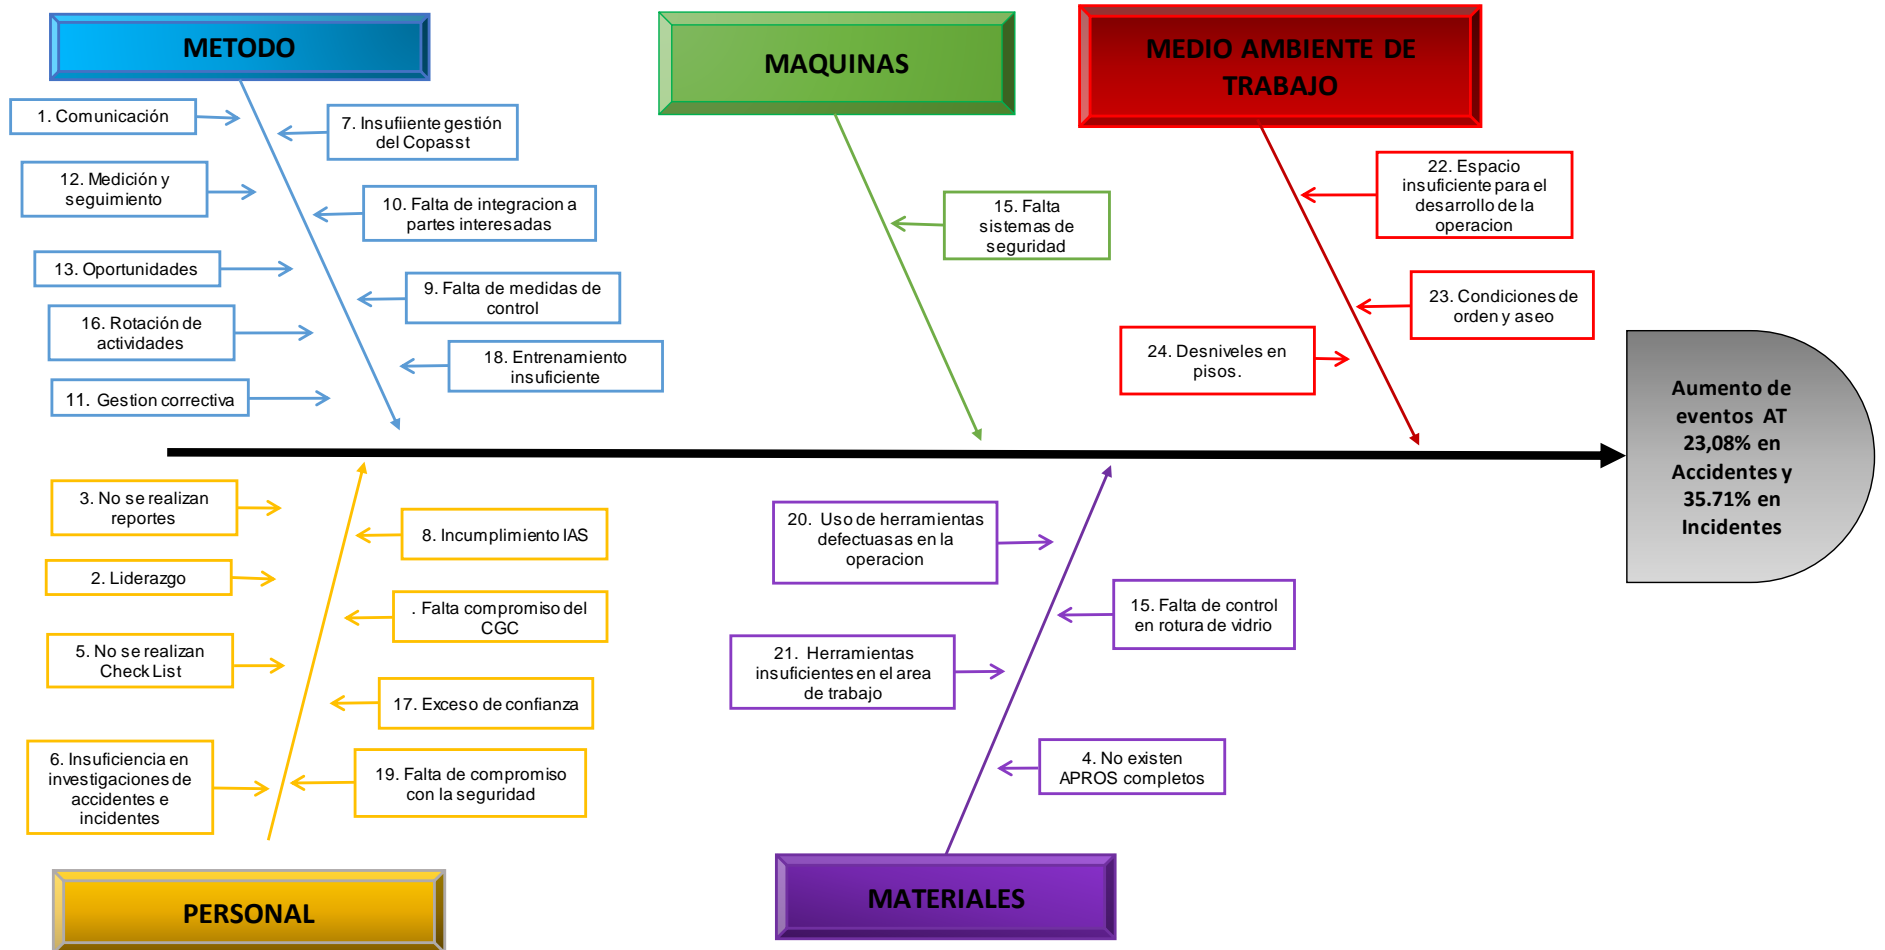 METODO
MAQUINAS
MEDIO AMBIENTE DE
TRABAJO
1. Comunicación
7. Insufiiente gestión
del Copasst
12. Medición y
seguimiento
10. Falta de integracion a
partes interesadas
13. Oportunidades
9. Falta de medidas de
control
16. Rotación de
actividades
18. Entrenamiento
insuficiente
11. Gestion correctiva
15. Falta
sistemas de
seguridad
22. Espacio
insuficiente para el
desarrollo de la
operacion
23. Condiciones de
orden y aseo
24. Desniveles en
pisos.
Aumento de
eventos AT
23,08% en
Accidentes y
35.71% en
Incidentes
3. No se realizan
reportes
8. Incumplimiento IAS
2. Liderazgo
. Falta compromiso del
CGC
5. No se realizan
Check List
17. Exceso de confianza
6. Insuficiencia en
investigaciones de
accidentes e
incidentes
19. Falta de compromiso
con la seguridad
20. Uso de herramientas
defectuasas en la
operacion
15. Falta de control
en rotura de vidrio
21. Herramientas
insuficientes en el area
de trabajo
4. No existen
APROS completos
PERSONAL
MATERIALES